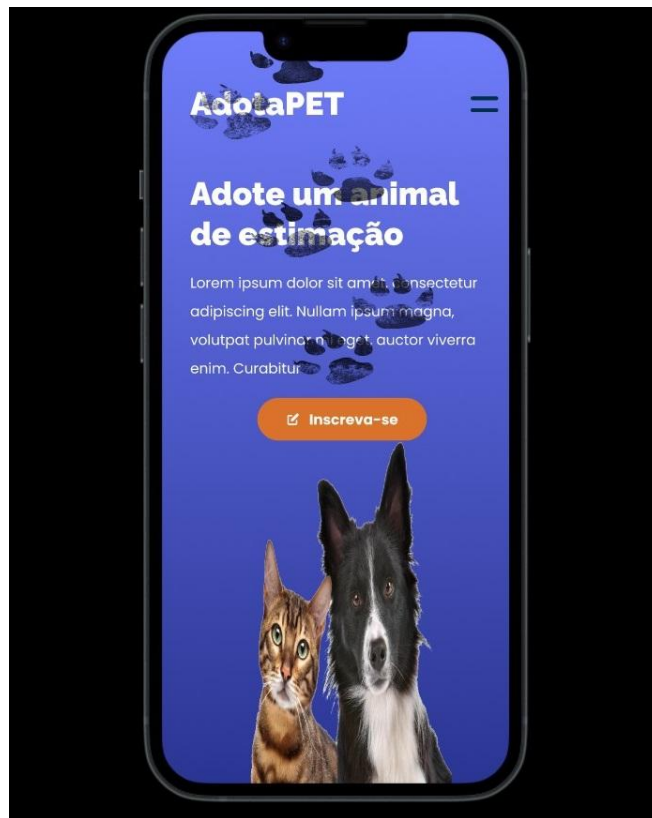 AdotaPET
Adote um animal
de estimação
Lorem ipsum dolor sit amet, consectetur
adipiscing elit. Nullam ipsum magna,
volutpat pulvinar mi eget, auctor viverra
enim. Curabitur
Inscreva-se